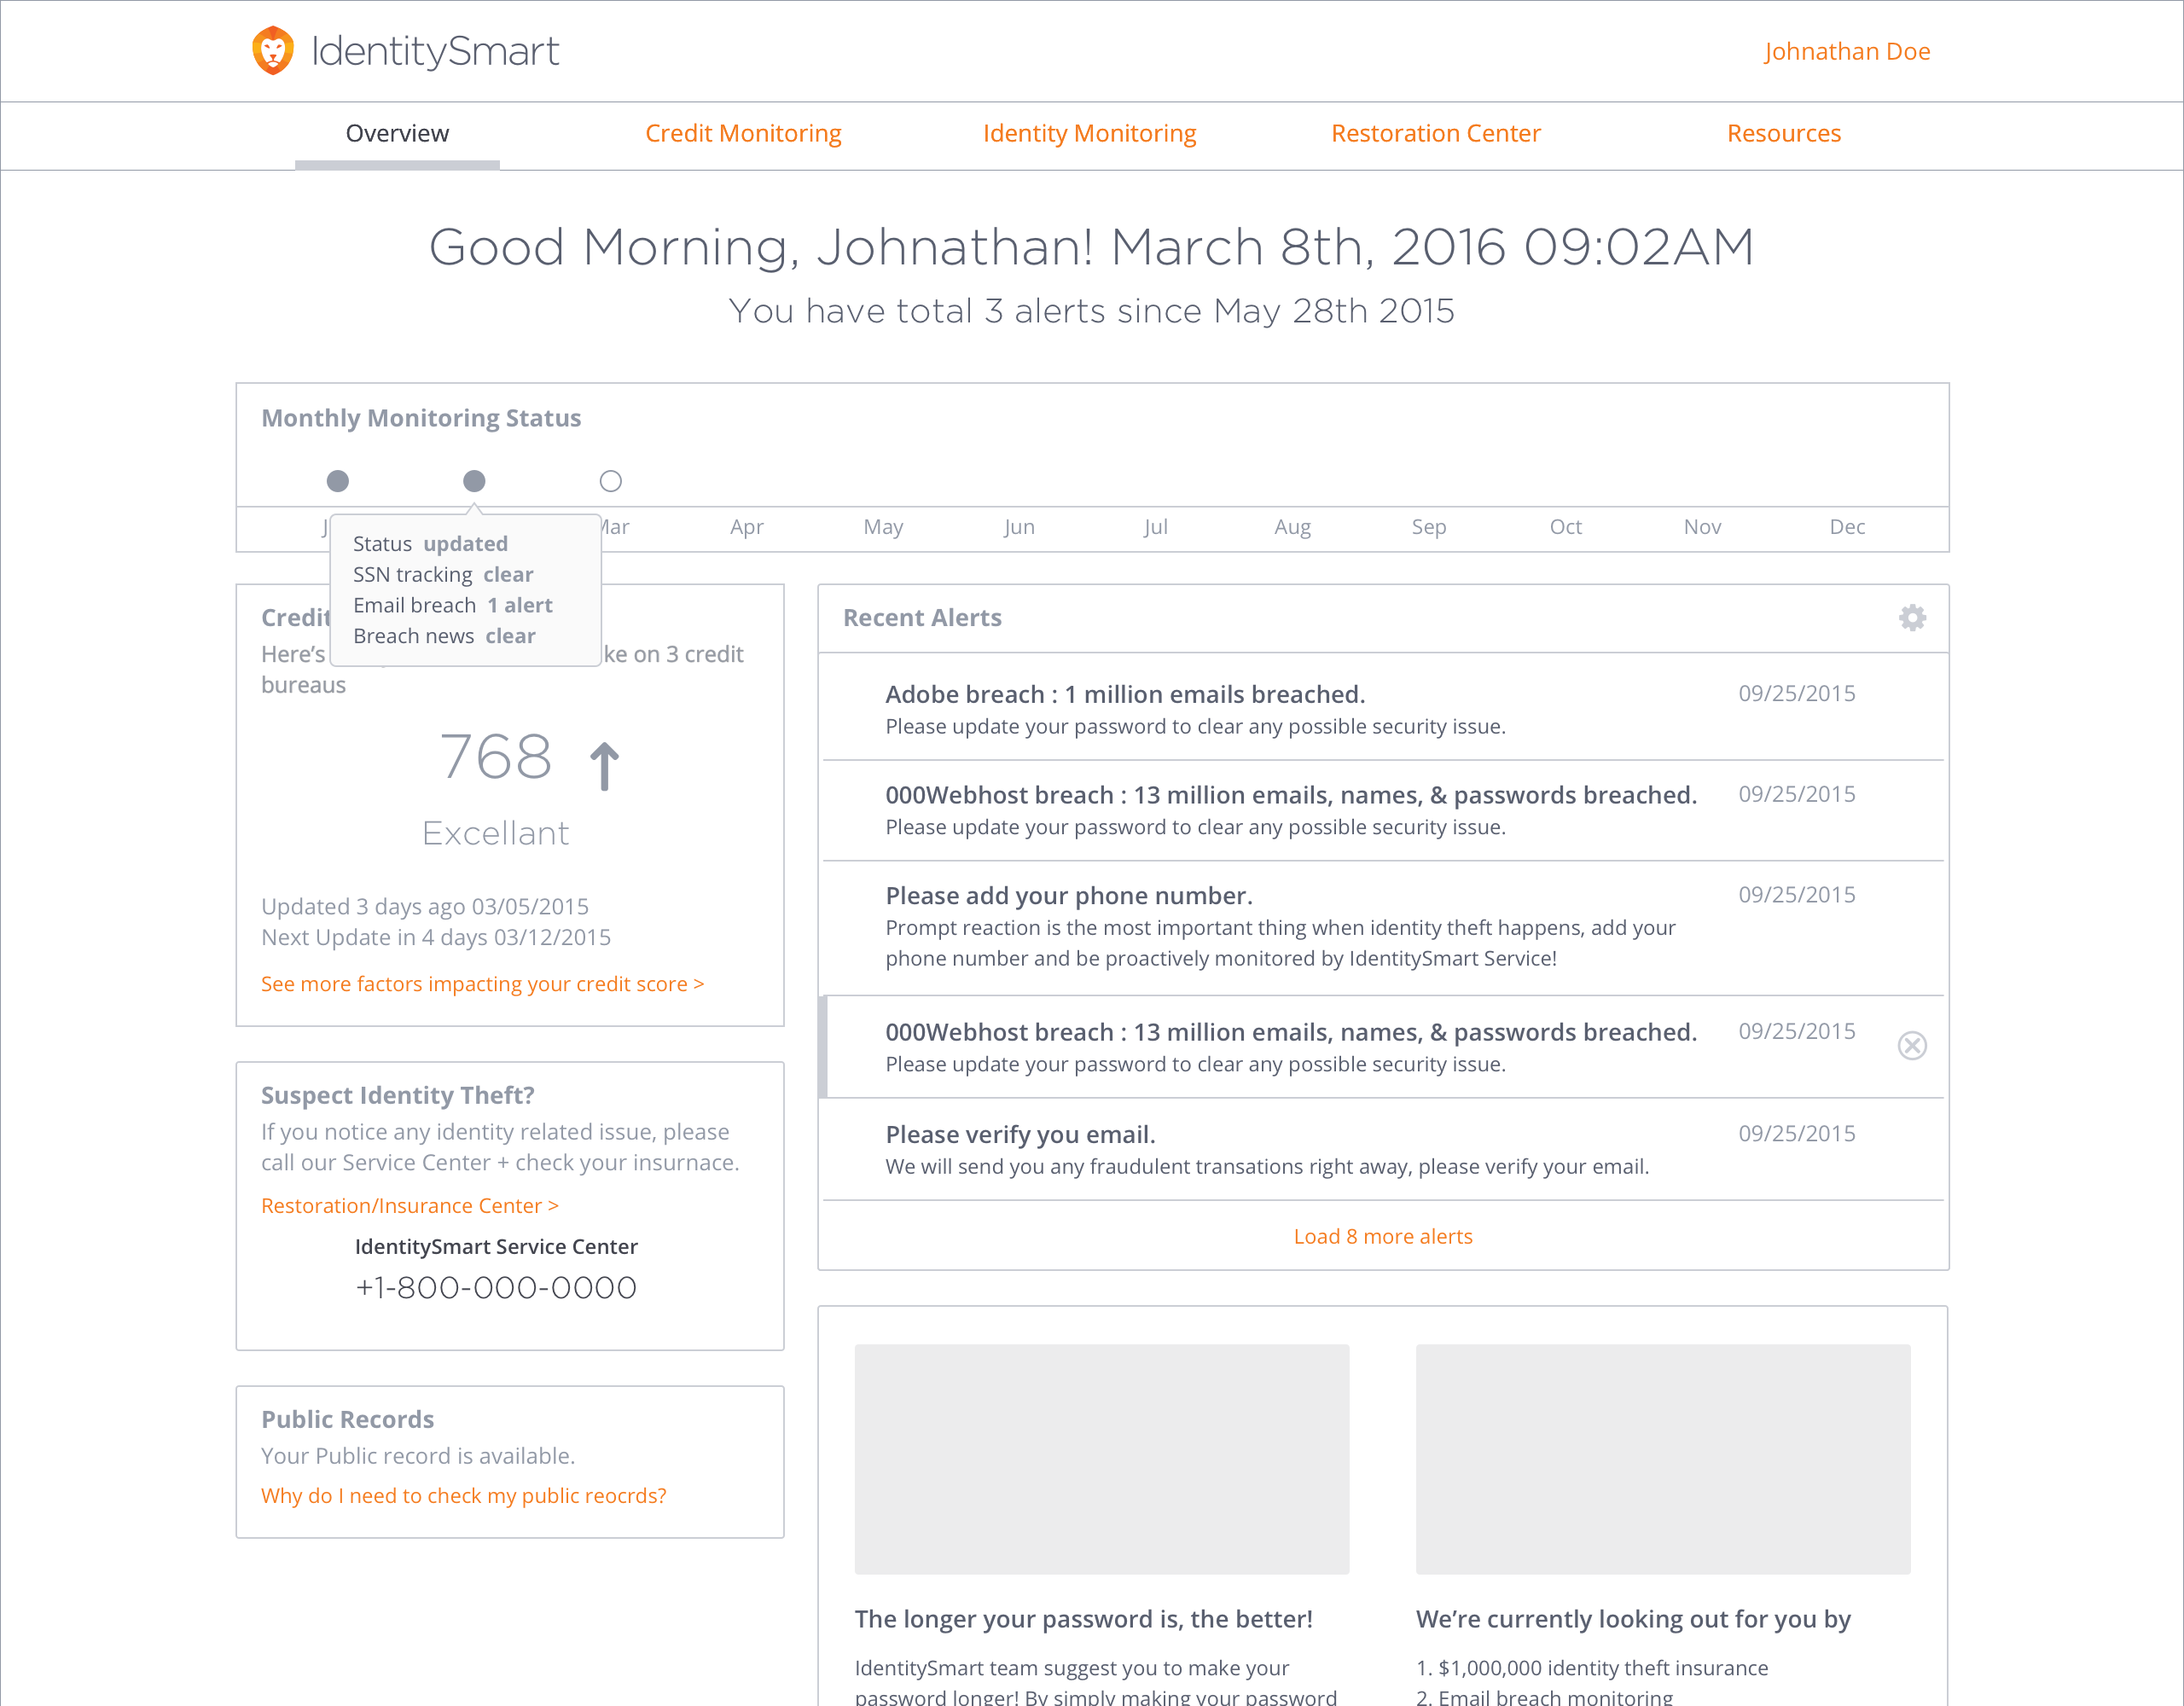 IdentitySmart
Johnathan Doe
Overview
Credit Monitoring
Identity Monitoring
Restoration Center
Resources
Good Morning, Johnathan! March 8th, 2016 09:02AM
You have total 3 alerts since May 28th 2015
Monthly Monitoring Status
Apr
May
Jun
Jul
Aug
Sep
Oct
Nov
Dec
Status updated
SSN tracking clear
Email breach 1 alert
Breach news clear
Credit
Here’s
on 3 credit
bureaus
768
Excellant
Updated 3 days ago 03/05/2015
Next Update in 4 days 03/12/2015
See more factors impacting your credit score >
Suspect Identity Theft?
If you notice any identity related issue, please
call our Service Center + check your insurnace.
Restoration/Insurance Center >
IdentitySmart Service Center
+1-800-000-0000
Public Records
Your Public record is available.
Why do I need to check my public reocrds?
Recent Alerts
Adobe breach : 1 million emails breached. 09/25/2015
Please update your password to clear any possible security issue.
000Webhost breach : 13 million emails, names, & passwords breached. 09/25/2015
Please update your password to clear any possible security issue.
Please add your phone number. 09/25/2015
Prompt reaction is the most important thing when identity theft happens, add your
phone number and be proactively monitored by IdentitySmart Service!
000Webhost breach : 13 million emails, names, & passwords breached. 09/25/2015
Please update your password to clear any possible security issue.
Please verify you email. 09/25/2015
We will send you any fraudulent transations right away, please verify your email.
Load 8 more alerts
The longer your password is, the better!
IdentitySmart team suggest you to make your
password longer! By simply making your password
We’re currently looking out for you by
1. $1,000,000 identity theft insurance
2. Email breach monitoring